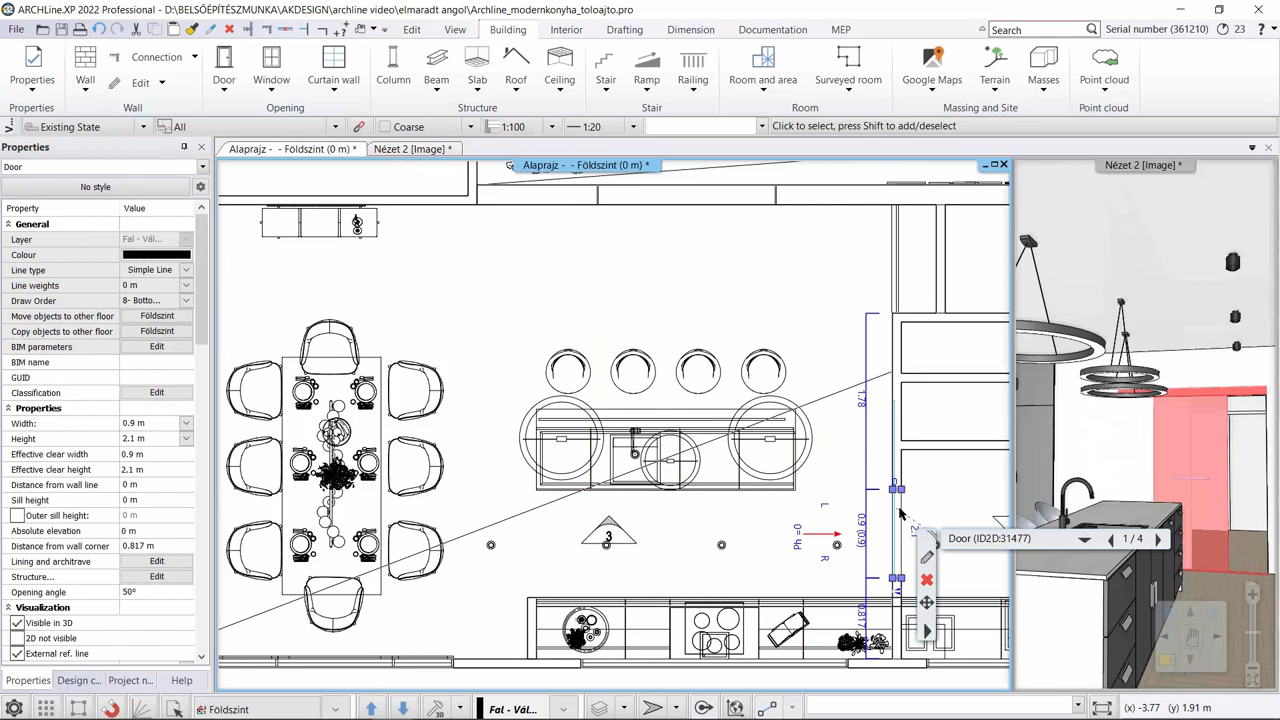 ARCHLine.XP 2022 Professional - D:\BELSŐÉPÍTÉSZMUNKA\AKDESIGN\archline video\elmaradt angol\Archline_modernkonyha_toloajto.pro
File Edit View Building Interior Drafting Dimension Documentation MEP Search Serial number (361210) 23
Properties Wall Connection Edit Door Window Curtain wall Column Beam Slab Roof Ceiling Stair Ramp Railing Room and area Surveyed room Google Maps Terrain Masses Point cloud
Properties Wall Opening Structure Stair Room Massing and Site Point cloud
Existing State All Coarse 1:100 1:20 Click to select, press Shift to add/deselect
Properties
Door
No style
Property Value
General
Layer Fal - Vál...
Colour
Line type Simple Line
Line weights 0 m
Draw Order 8- Botto...
Move objects to other floor Földszint
Copy objects to other floor Földszint
BIM parameters Edit
BIM name
GUID
Classification Edit
Properties
Width: 0.9 m
Height 2.1 m
Effective clear width 0.9 m
Effective clear height 2.1 m
Distance from wall line 0 m
Sill height 0 m
Outer sill height: 0 m
Absolute elevation 0 m
Distance from wall corner 0.817 m
Lining and architrave Edit
Structure... Edit
Opening angle 50°
Visualization
Visible in 3D
2D not visible
External ref. line
Properties Design c... Project n... Help
Alaprajz - - Földszint (0 m) * Nézet 2 [Image] *
Alaprajz - - Földszint (0 m) *
Nézet 2 [Image] *
1.78
0.9 (0.9)
0.817
L
Ph =0
R
3
Door (ID2D:31477) 1 / 4
Földszint 30 Fal - Vál... (x) -3.77 (y) 1.91 m